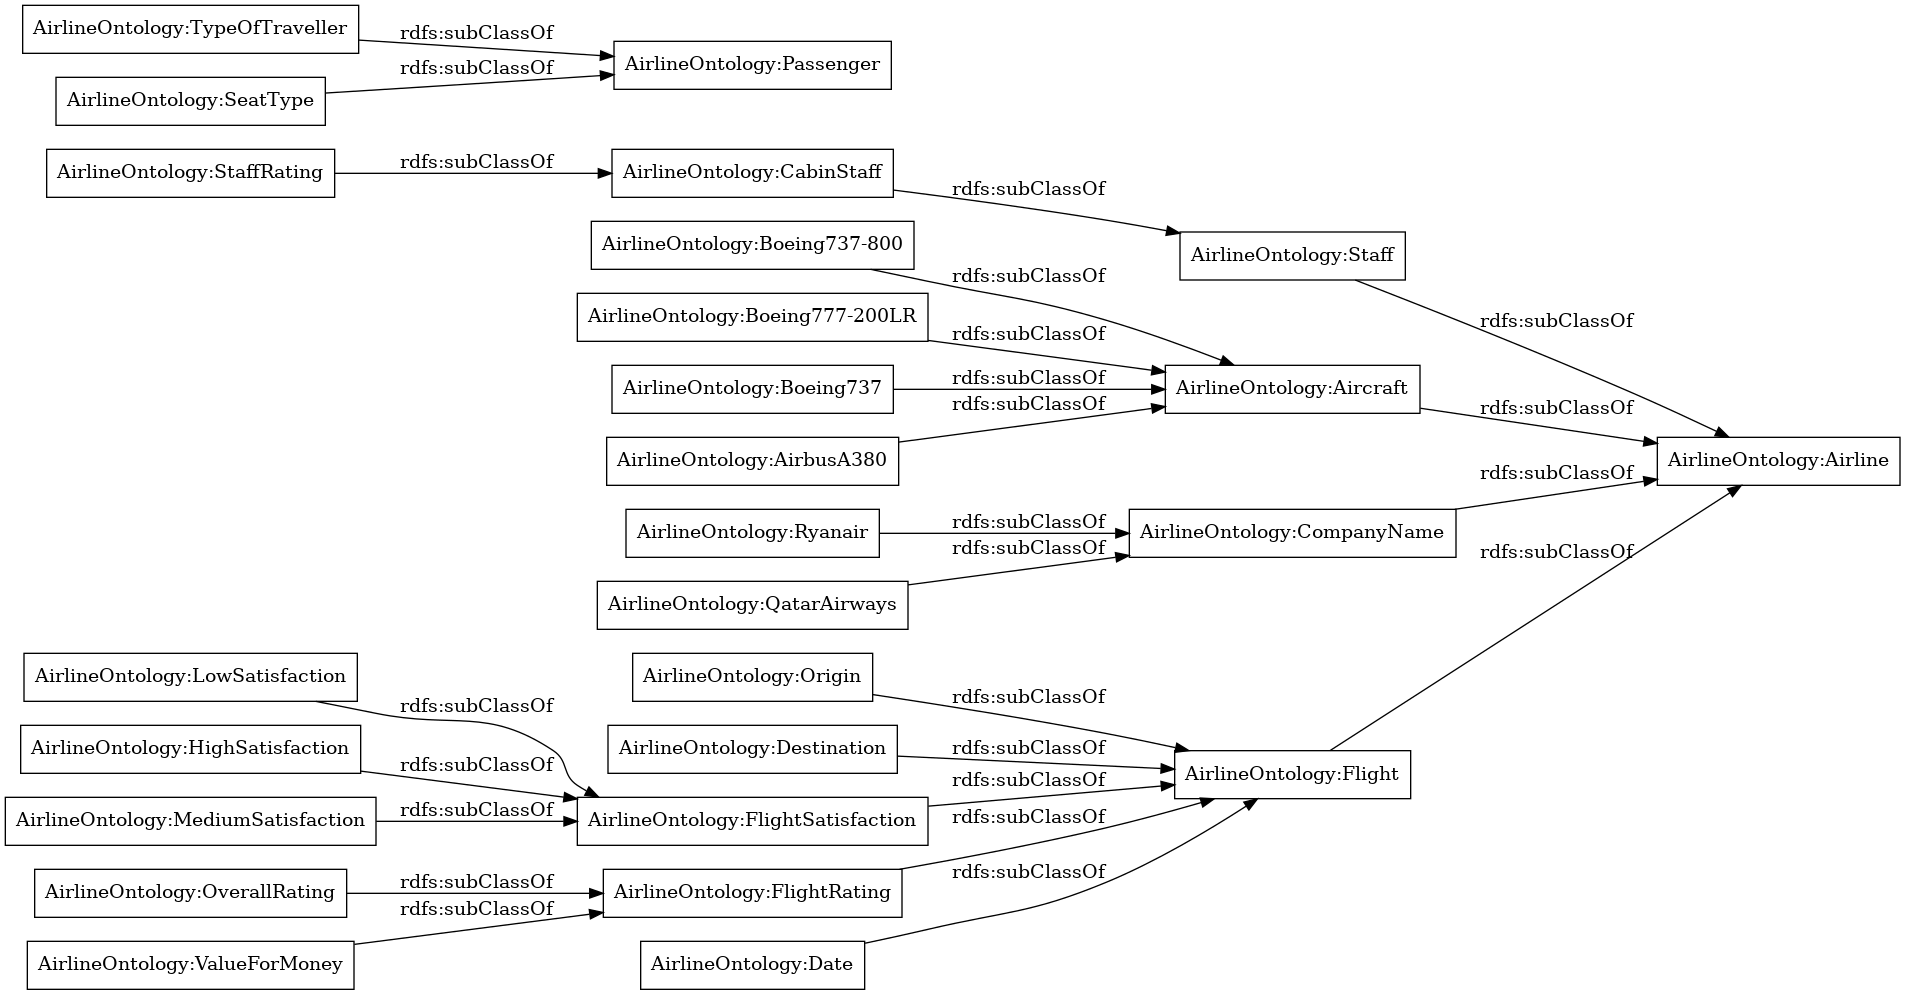 AirlineOntology:TypeOfTraveller
rdfs:subClassOf
AirlineOntology:Passenger
rdfs:subClassOf
AirlineOntology:SeatType
AirlineOntology:StaffRating
rdfs:subClassOf
AirlineOntology:CabinStaff
rdfs:subClassOf
AirlineOntology:Staff
AirlineOntology:Boeing737-800
rdfs:subClassOf
rdfs:subClassOf
AirlineOntology:Boeing777-200LR
rdfs:subClassOf
AirlineOntology:Boeing737
rdfs:subClassOf
AirlineOntology:Aircraft
rdfs:subClassOf
rdfs:subClassOf
AirlineOntology:AirbusA380
AirlineOntology:Airline
rdfs:subClassOf
AirlineOntology:Ryanair
rdfs:subClassOf
AirlineOntology:CompanyName
rdfs:subClassOf
rdfs:subClassOf
AirlineOntology:QatarAirways
AirlineOntology:LowSatisfaction
rdfs:subClassOf
AirlineOntology:Origin
rdfs:subClassOf
AirlineOntology:HighSatisfaction
rdfs:subClassOf
AirlineOntology:Destination
rdfs:subClassOf
AirlineOntology:Flight
rdfs:subClassOf
AirlineOntology:MediumSatisfaction
rdfs:subClassOf
AirlineOntology:FlightSatisfaction
rdfs:subClassOf
AirlineOntology:OverallRating
rdfs:subClassOf
AirlineOntology:FlightRating
rdfs:subClassOf
rdfs:subClassOf
AirlineOntology:ValueForMoney
AirlineOntology:Date